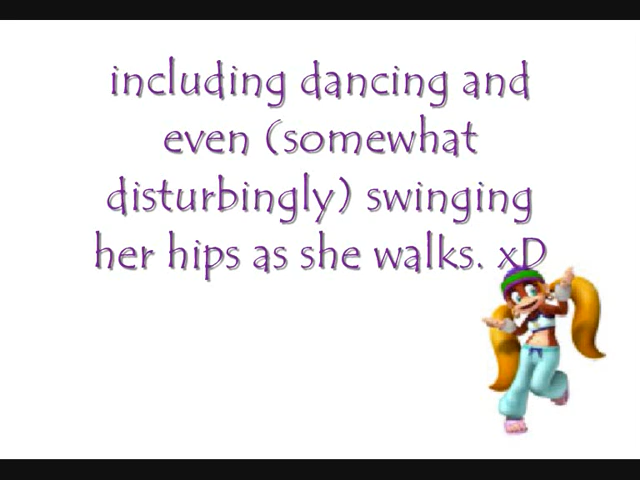 including dancing and
even (somewhat
disturbingly) swinging
her hips as she walks. xD